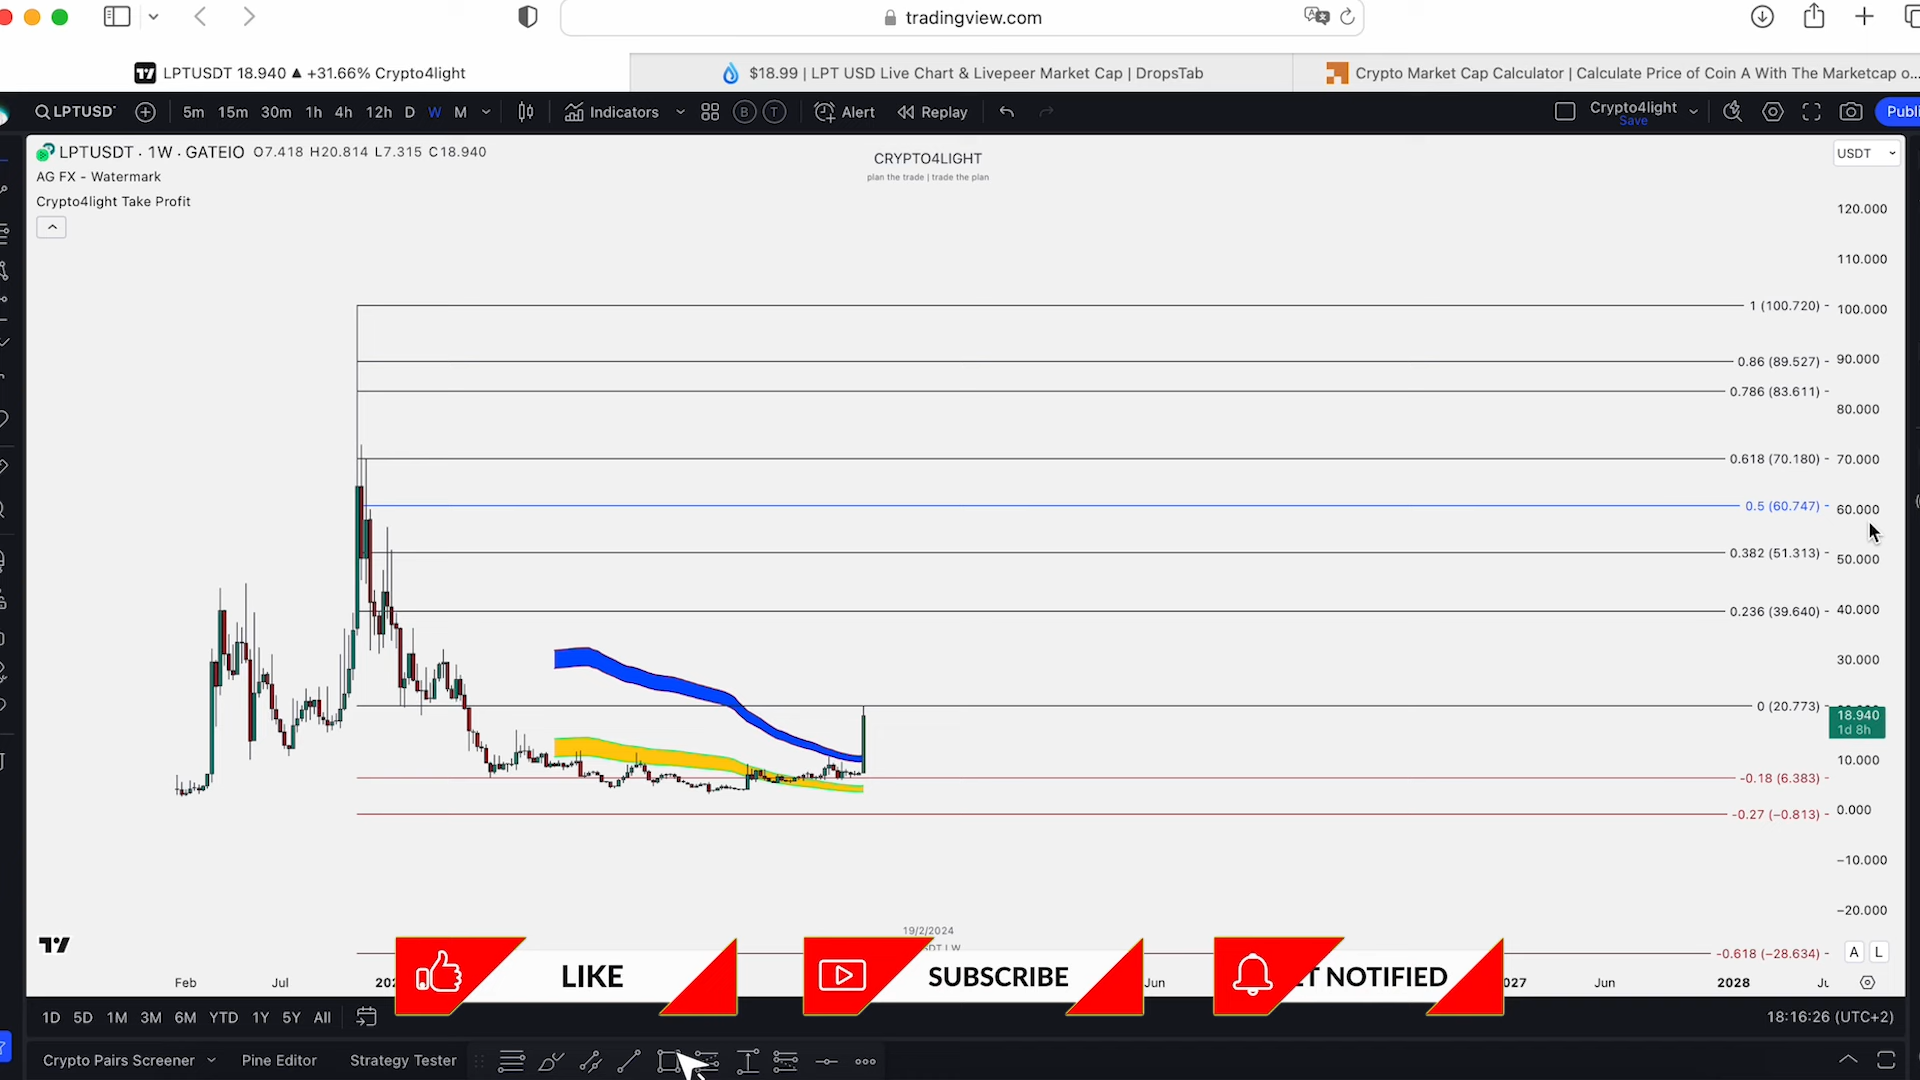 tradingview.com
LPTUSDT 18.940 ▲ +31.66% Crypto4light
$18.99 | LPT USD Live Chart & Livepeer Market Cap | DropsTab
Crypto Market Cap Calculator | Calculate Price of Coin A With The Marketcap o...
LPTUSD
5m 15m 30m 1h 4h 12h D W M
Indicators
B T
Alert
Replay
Crypto4light
Save
Publi
LPTUSDT · 1W · GATEIO O7.418 H20.814 L7.315 C18.940
AG FX - Watermark
Crypto4light Take Profit
CRYPTO4LIGHT
plan the trade | trade the plan
USDT
120.000
110.000
1 (100.720)
100.000
0.86 (89.527)
90.000
0.786 (83.611)
80.000
0.618 (70.180)
70.000
0.5 (60.747)
60.000
0.382 (51.313)
50.000
0.236 (39.640)
40.000
30.000
0 (20.773)
18.940
1d 8h
10.000
-0.18 (6.383)
0.000
-0.27 (−0.813)
−10.000
−20.000
19/2/2024
-0.618 (−28.634)
A L
LIKE
SUBSCRIBE
T NOTIFIED
Feb Jul 202 Jun 027 Jun 2028 Ju
1D 5D 1M 3M 6M YTD 1Y 5Y All
18:16:26 (UTC+2)
Crypto Pairs Screener Pine Editor Strategy Tester